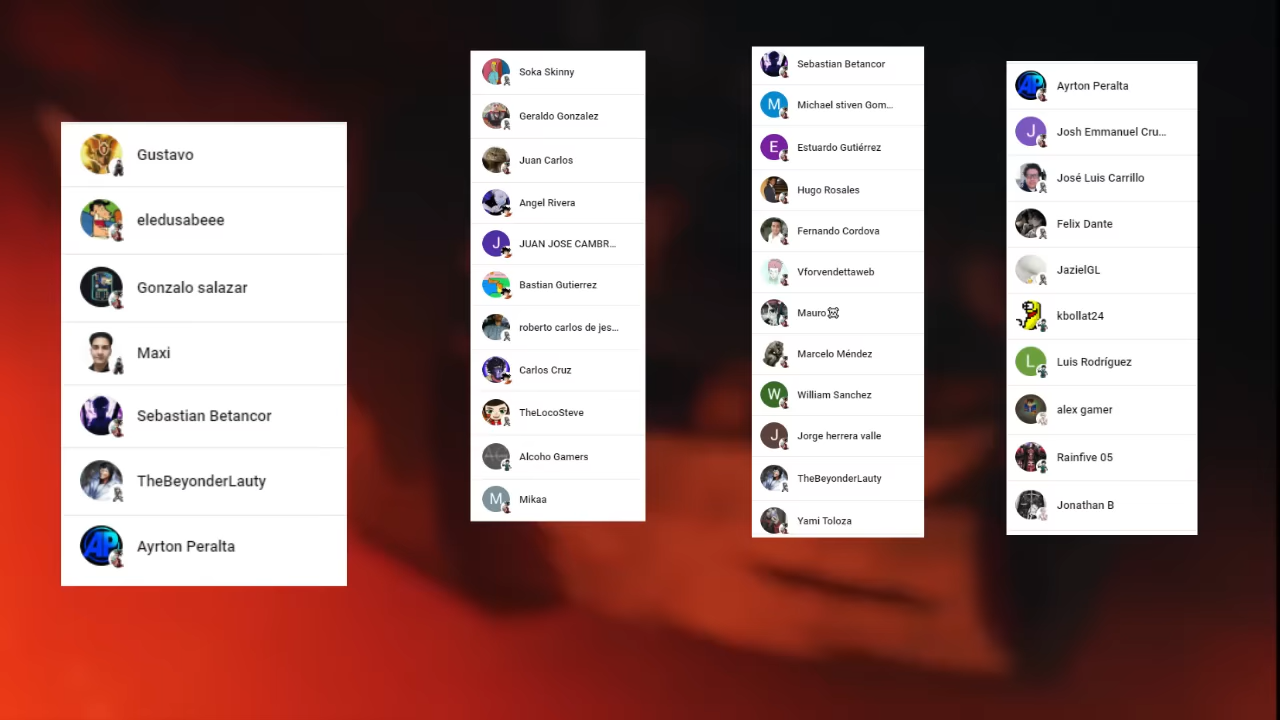 Gustavo
eledusabeee
Gonzalo salazar
Maxi
Sebastian Betancor
TheBeyonderLauty
AP
Ayrton Peralta
Soka Skinny
Geraldo Gonzalez
Juan Carlos
Angel Rivera
J
JUAN JOSE CAMBR...
Bastian Gutierrez
roberto carlos de jes...
Carlos Cruz
TheLocoSteve
Alcoho Gamers
M
Mikaa
Sebastian Betancor
M
Michael stiven Gom...
E
Estuardo Gutiérrez
Hugo Rosales
Fernando Cordova
Vforvendettaweb
Mauro
Marcelo Méndez
W
William Sanchez
J
Jorge herrera valle
TheBeyonderLauty
Yami Toloza
AP
Ayrton Peralta
J
Josh Emmanuel Cru...
José Luis Carrillo
Felix Dante
JazielGL
kbollat24
L
Luis Rodríguez
alex gamer
Rainfive 05
Jonathan B